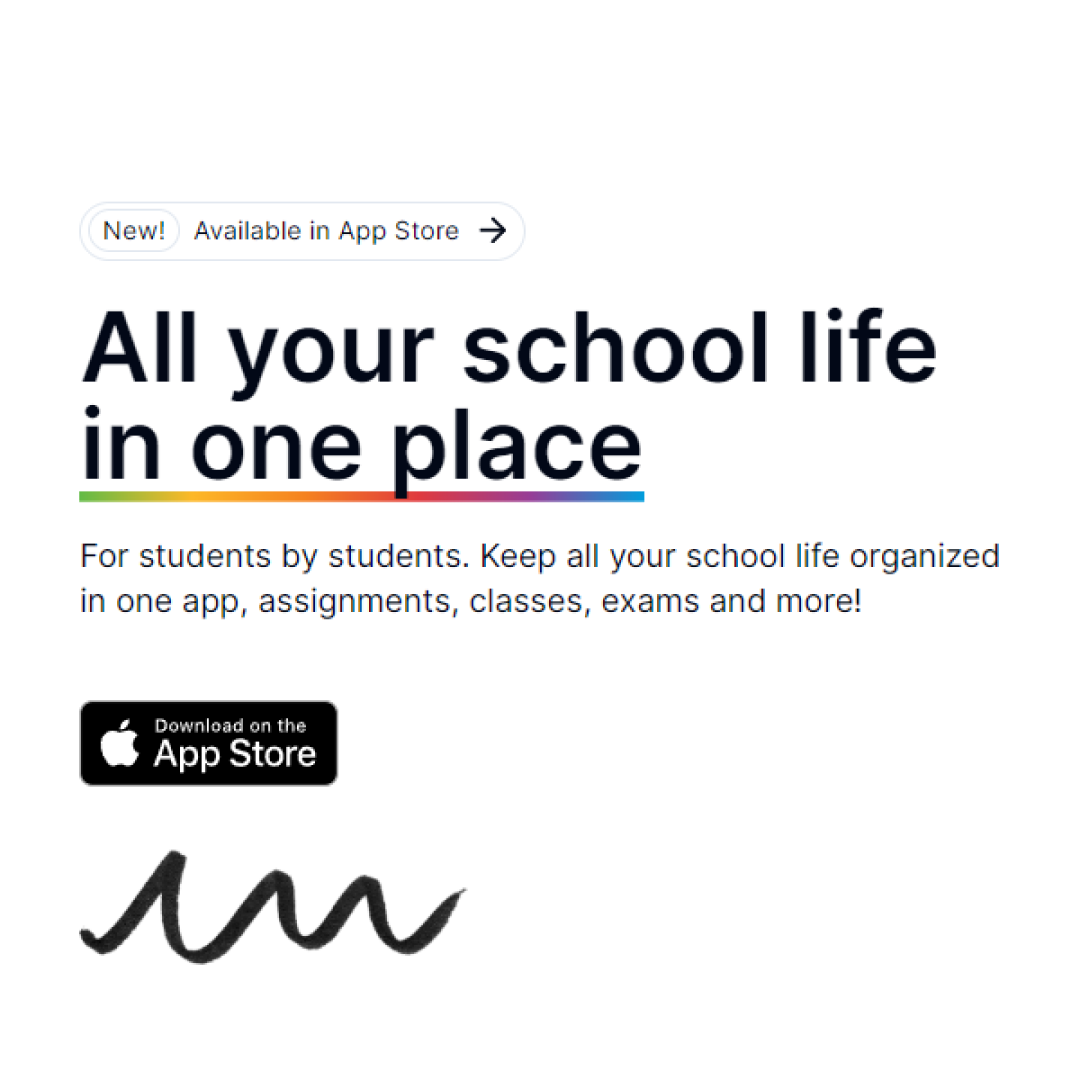 New! Available in App Store
All your school life
in one place
For students by students. Keep all your school life organized
in one app, assignments, classes, exams and more!
Download on the
App Store